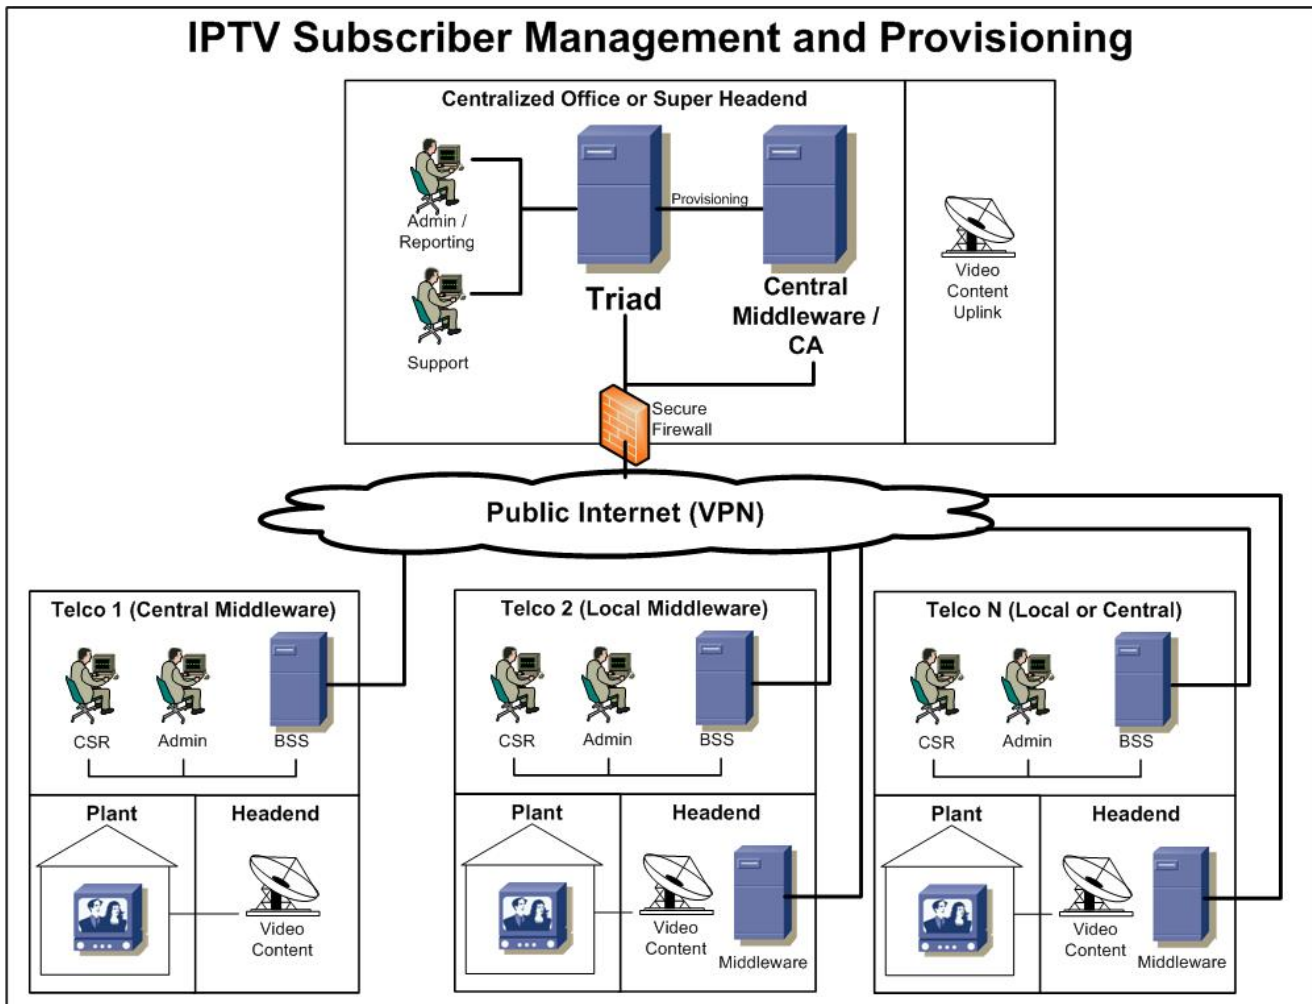 IPTV Subscriber Management and Provisioning
Centralized Office or Super Headend
Admin /
Reporting
Support
Provisioning
Triad
Central
Middleware /
CA
Video
Content
Uplink
Secure
Firewall
Public Internet (VPN)
Telco 1 (Central Middleware)
CSR
Admin
BSS
Plant
Headend
Video
Content
Telco 2 (Local Middleware)
CSR
Admin
BSS
Plant
Headend
Video
Content
Middleware
Telco N (Local or Central)
CSR
Admin
BSS
Plant
Headend
Video
Content
Middleware